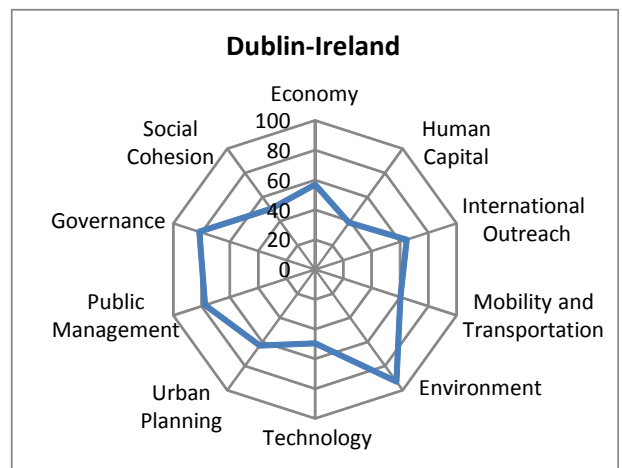 Dublin-Ireland
Economy
Human
Capital
International
Outreach
Mobility and
Transportation
Environment
Technology
Urban
Planning
Public
Management
Governance
Social
Cohesion
100
80
60
40
20
0